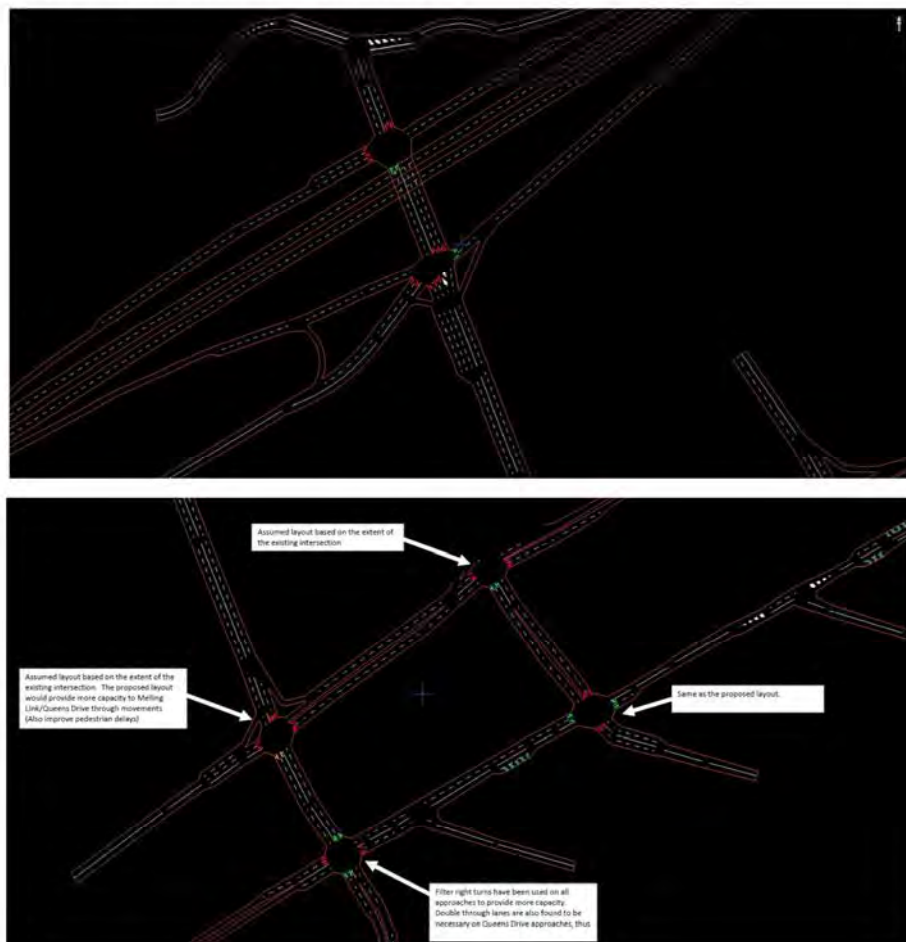 Assumed layout based on the extent of
the existing intersection
Assumed layout based on the extent of the
existing intersection. The proposed layout
would provide more capacity to Melling
Link/Queens Drive through movements
(Also improve pedestrian delays)
Same as the proposed layout.
Filter right turns have been used on all
approaches to provide more capacity.
Double through lanes are also found to be
necessary on Queens Drive approaches, thus